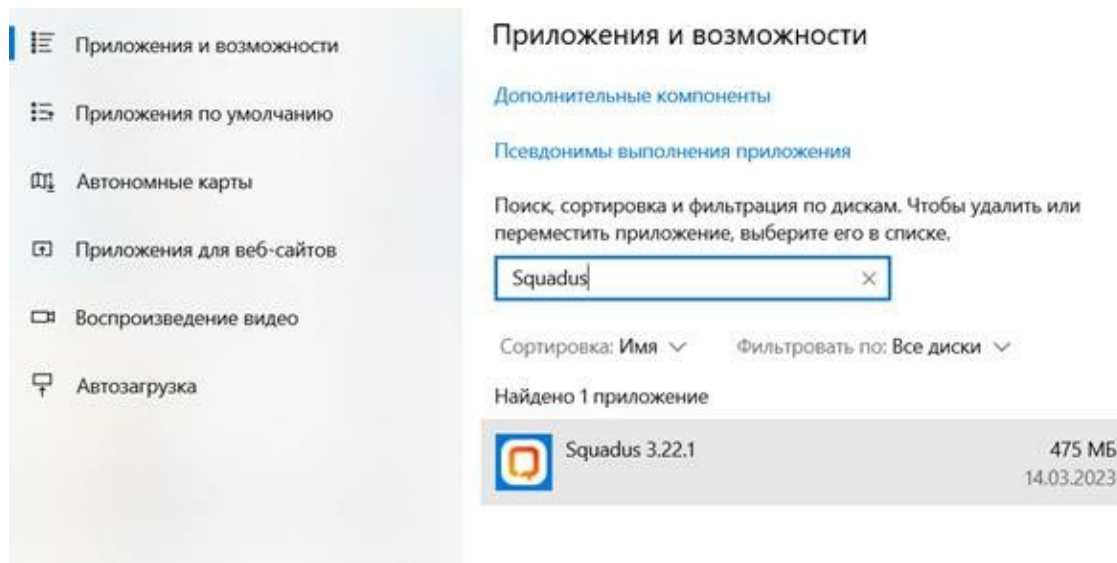 Приложения и возможности
Приложения по умолчанию
Автономные карты
Приложения для веб-сайтов
Воспроизведение видео
Автозагрузка
Приложения и возможности
Дополнительные компоненты
Псевдонимы выполнения приложения
Поиск, сортировка и фильтрация по дискам. Чтобы удалить или
переместить приложение, выберите его в списке.
Squadus
Сортировка: Имя Фильтровать по: Все диски
Найдено 1 приложение
Squadus 3.22.1 475 МБ
14.03.2023